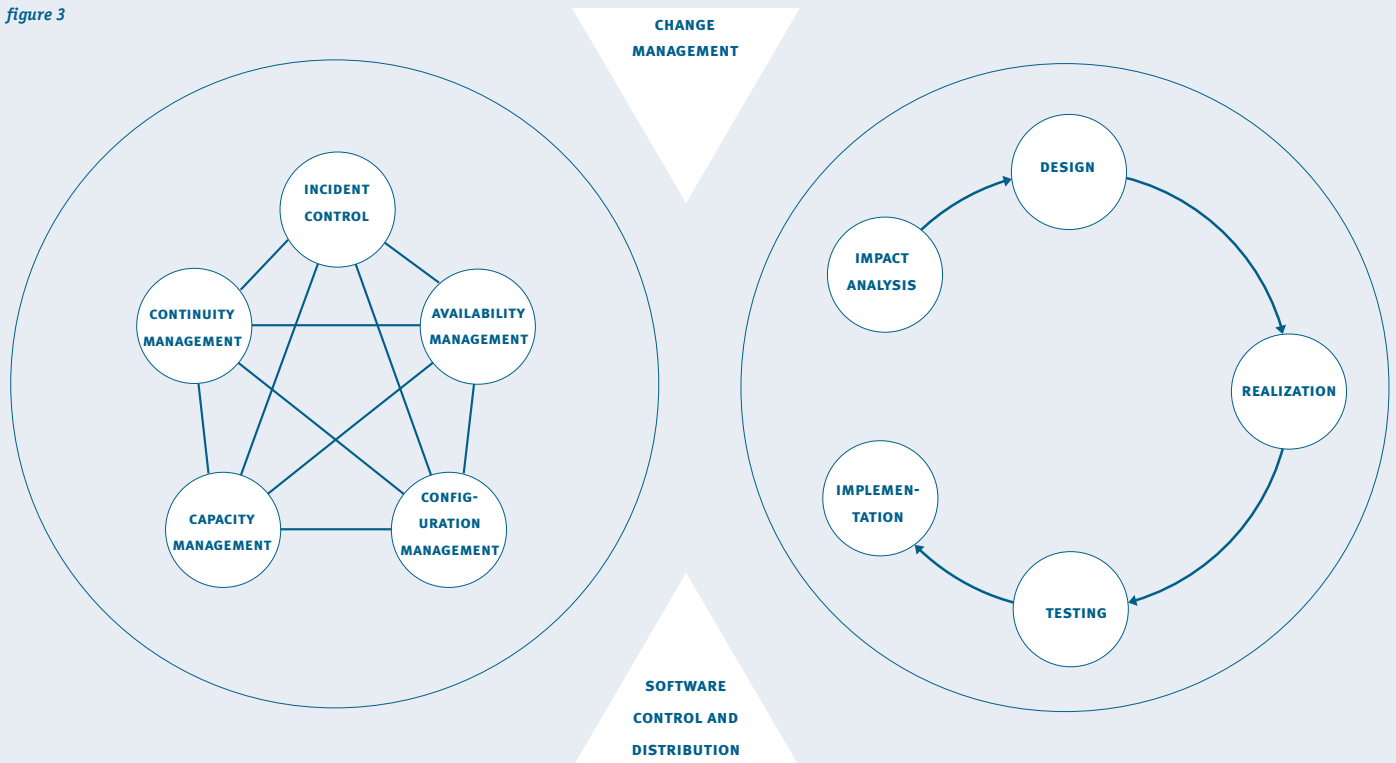 figure 3
CHANGE
MANAGEMENT
INCIDENT
CONTROL
CONTINUITY
MANAGEMENT
AVAILABILITY
MANAGEMENT
CAPACITY
MANAGEMENT
CONFIG-
URATION
MANAGEMENT
DESIGN
IMPACT
ANALYSIS
REALIZATION
IMPLEMEN-
TATION
TESTING
SOFTWARE
CONTROL AND
DISTRIBUTION